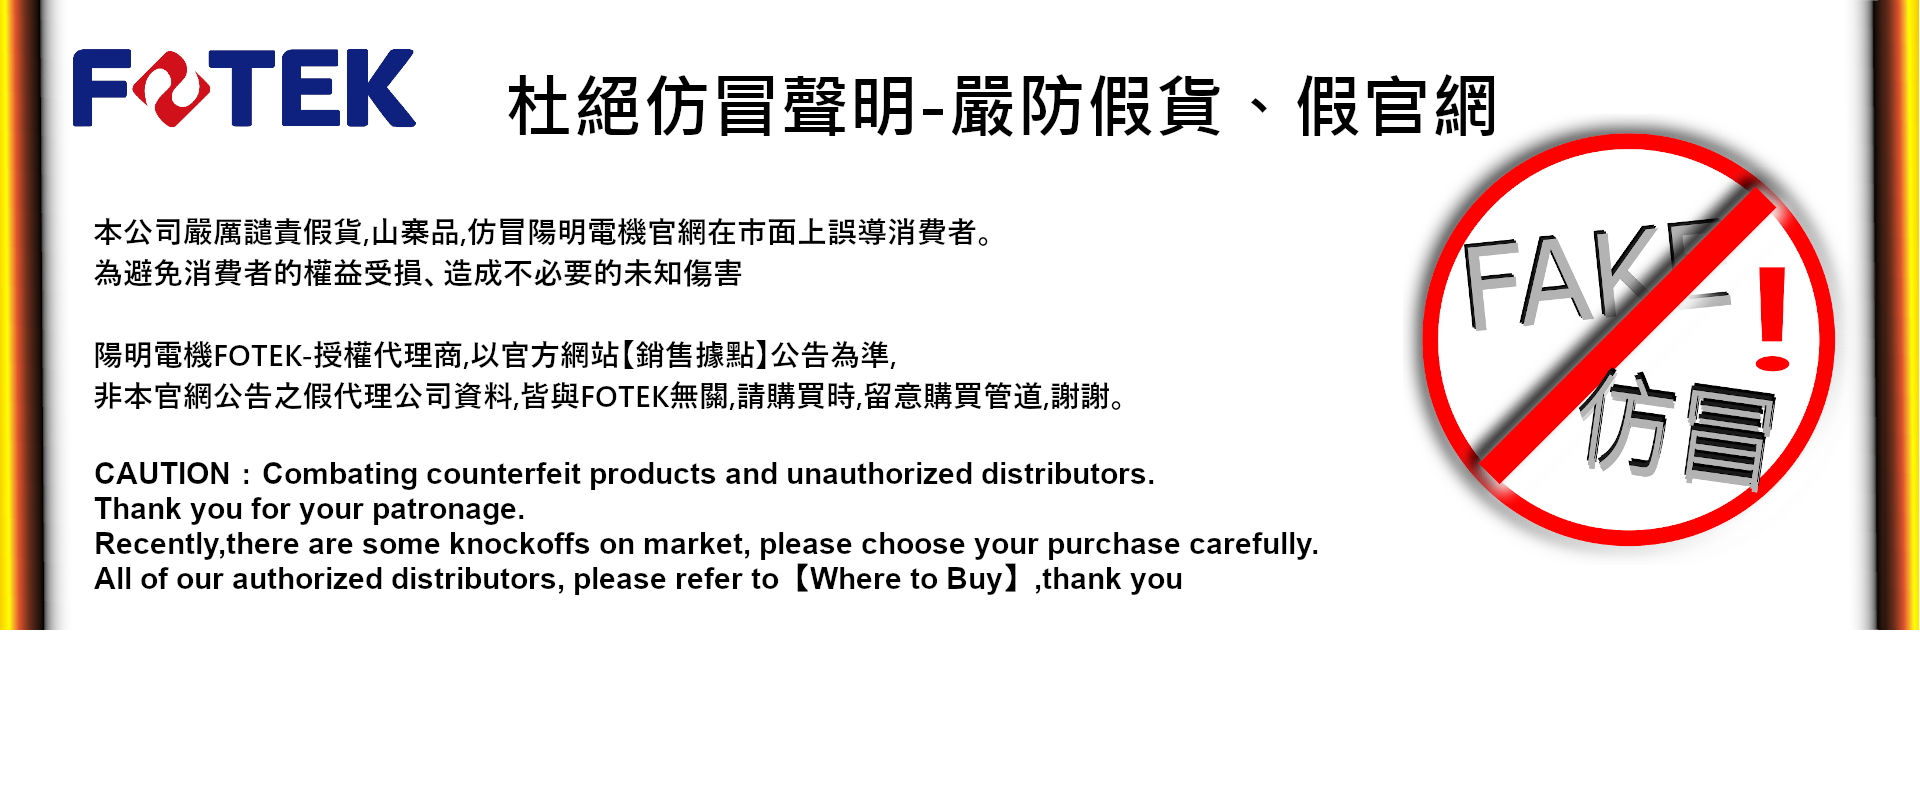 FOTEK
杜絕仿冒聲明-嚴防假貨、假官網
本公司嚴厲譴責假貨,山寨品,仿冒陽明電機官網在市面上誤導消費者。
為避免消費者的權益受損、造成不必要的未知傷害
陽明電機FOTEK-授權代理商,以官方網站【銷售據點】公告為準,
非本官網公告之假代理公司資料,皆與FOTEK無關,請購買時,留意購買管道,謝謝。
CAUTION：Combating counterfeit products and unauthorized distributors.
Thank you for your patronage.
Recently,there are some knockoffs on market, please choose your purchase carefully.
All of our authorized distributors, please refer to【Where to Buy】,thank you
FAKE
!
仿冒